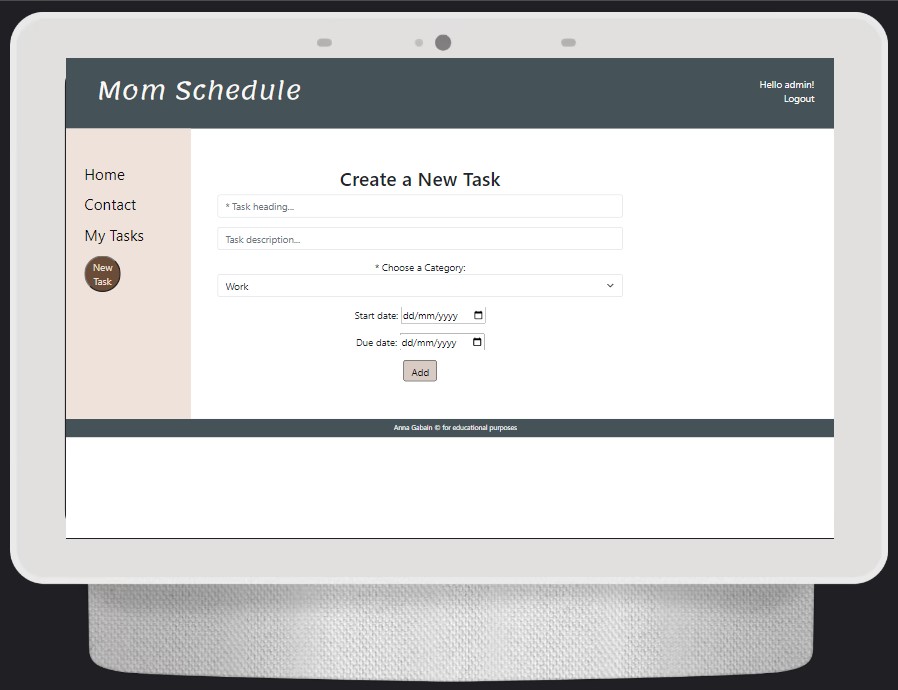 Mom Schedule
Hello admin!
Logout
Home
Contact
My Tasks
New
Task
Create a New Task
* Task heading...
Task description...
* Choose a Category:
Work
Start date: dd/mm/yyyy
Due date: dd/mm/yyyy
Add
Anna Gabain © for educational purposes